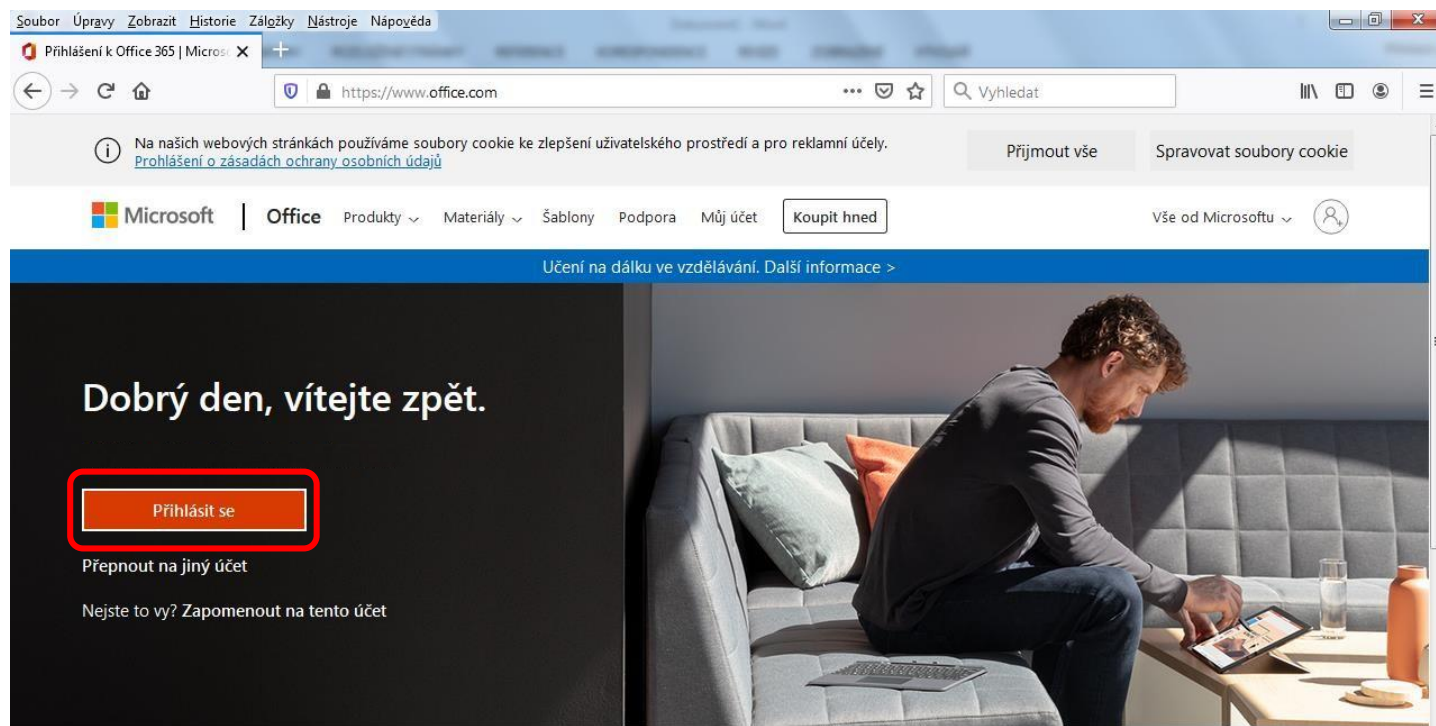 Soubor Úpravy Zobrazit Historie Záložky Nástroje Nápověda
Přihlášení k Office 365 | Micros
https://www.office.com
Vyhledat
Na našich webových stránkách používáme soubory cookie ke zlepšení uživatelského prostředí a pro reklamní účely.
Prohlášení o zásadách ochrany osobních údajů
Přijmout vše
Spravovat soubory cookie
Microsoft | Office Produkty Materiály Šablony Podpora Můj účet Koupit hned Vše od Microsoftu
Učení na dálku ve vzdělávání. Další informace >
Dobrý den, vítejte zpět.
Přihlásit se
Přepnout na jiný účet
Nejste to vy? Zapomenout na tento účet